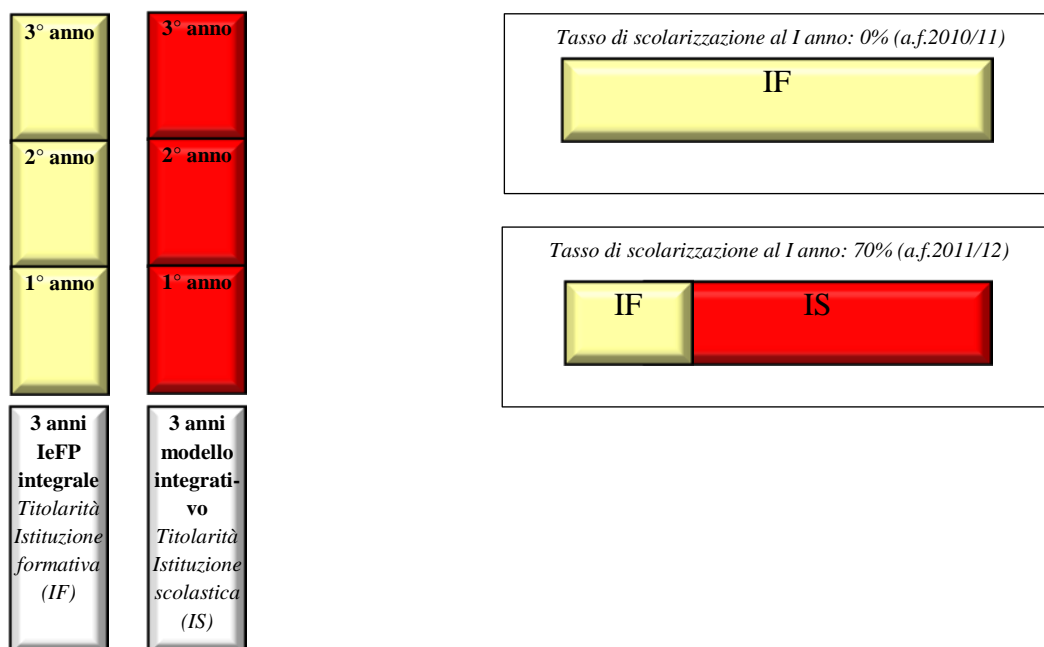 3° anno
2° anno
1° anno
3 anni
IeFP
integrale
Titolarità
Istituzione
formativa
(IF)
3° anno
2° anno
1° anno
3 anni
modello
integrati-
vo
Titolarità
Istituzione
scolastica
(IS)
Tasso di scolarizzazione al I anno: 0% (a.f.2010/11)
IF
Tasso di scolarizzazione al I anno: 70% (a.f.2011/12)
IF IS